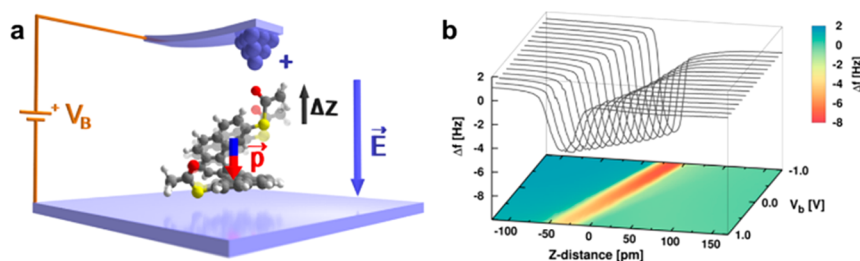 a
+
+ V_B
Δz
p⃗
E⃗
b
2
0
-2
-4
-6
-8
Δf [Hz]
-100
-50
0
50
100
150
Z-distance [pm]
-1.0
0.0
1.0
V_b [V]
2
0
-2
-4
-6
-8
Δf [Hz]